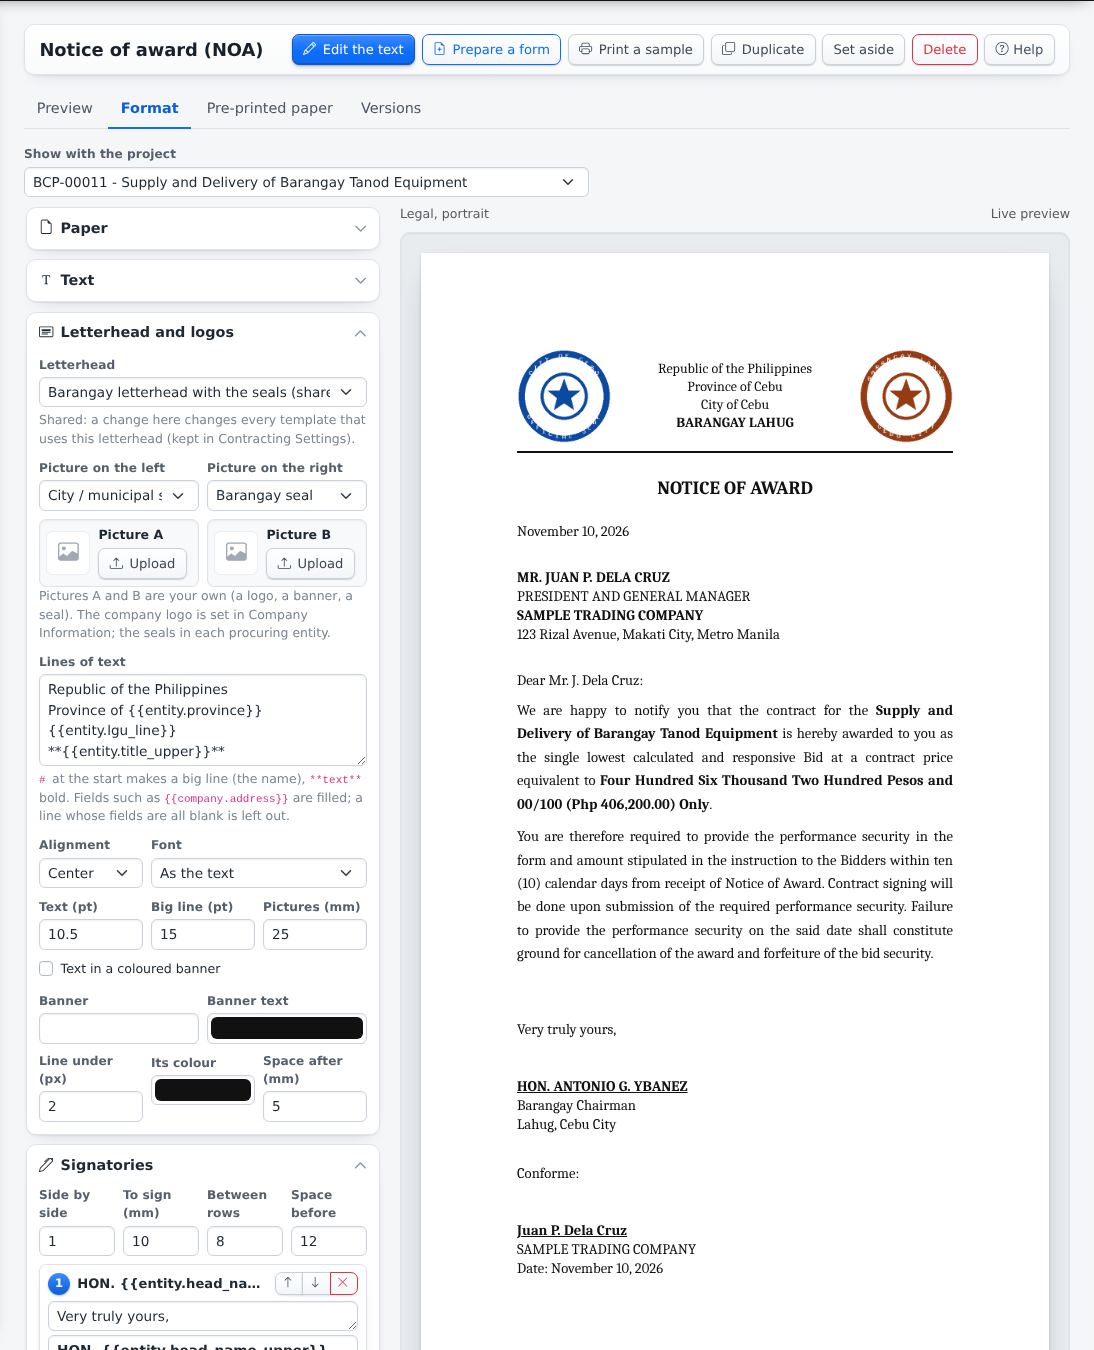 Notice of award (NOA)
Edit the text
Prepare a form
Print a sample
Duplicate
Set aside
Delete
Help
Preview
Format
Pre-printed paper
Versions
Show with the project
BCP-00011 - Supply and Delivery of Barangay Tanod Equipment
Paper
Text
Letterhead and logos
Letterhead
Barangay letterhead with the seals (share
Shared: a change here changes every template that
uses this letterhead (kept in Contracting Settings).
Picture on the left
Picture on the right
City / municipal s
Barangay seal
Picture A
Upload
Picture B
Upload
Pictures A and B are your own (a logo, a banner, a
seal). The company logo is set in Company
Information; the seals in each procuring entity.
Lines of text
Republic of the Philippines
Province of {{entity.province}}
{{entity.lgu_line}}
**{{entity.title_upper}}**
# at the start makes a big line (the name), **text**
bold. Fields such as {{company.address}} are filled; a
line whose fields are all blank is left out.
Alignment
Font
Center
As the text
Text (pt)
Big line (pt)
Pictures (mm)
10.5
15
25
Text in a coloured banner
Banner
Banner text
Line under
(px)
Its colour
Space after
(mm)
2
5
Signatories
Side by
side
To sign
(mm)
Between
rows
Space
before
1
10
8
12
1
HON. {{entity.head_na...
Very truly yours,
HON. {{entity.head_name_upper}}
Legal, portrait
Live preview
Republic of the Philippines
Province of Cebu
City of Cebu
BARANGAY LAHUG
NOTICE OF AWARD
November 10, 2026
MR. JUAN P. DELA CRUZ
PRESIDENT AND GENERAL MANAGER
SAMPLE TRADING COMPANY
123 Rizal Avenue, Makati City, Metro Manila
Dear Mr. J. Dela Cruz:
We are happy to notify you that the contract for the Supply and
Delivery of Barangay Tanod Equipment is hereby awarded to you as
the single lowest calculated and responsive Bid at a contract price
equivalent to Four Hundred Six Thousand Two Hundred Pesos and
00/100 (Php 406,200.00) Only.
You are therefore required to provide the performance security in the
form and amount stipulated in the instruction to the Bidders within ten
(10) calendar days from receipt of Notice of Award. Contract signing will
be done upon submission of the required performance security. Failure
to provide the performance security on the said date shall constitute
ground for cancellation of the award and forfeiture of the bid security.
Very truly yours,
HON. ANTONIO G. YBANEZ
Barangay Chairman
Lahug, Cebu City
Conforme:
Juan P. Dela Cruz
SAMPLE TRADING COMPANY
Date: November 10, 2026